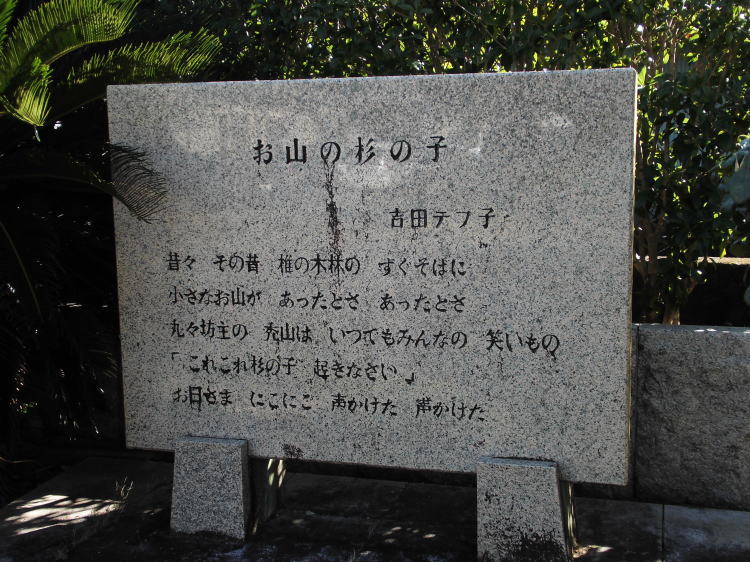 お山の杉の子
吉田テフ子
昔々 その昔 椎の木林の すぐそばに
小さなお山が あったとさ あったとさ
丸々坊主の 禿山は いつでもみんなの 笑いもの
「これこれ杉の子 起きなさい」
お日さま にこにこ 声かけた 声かけた